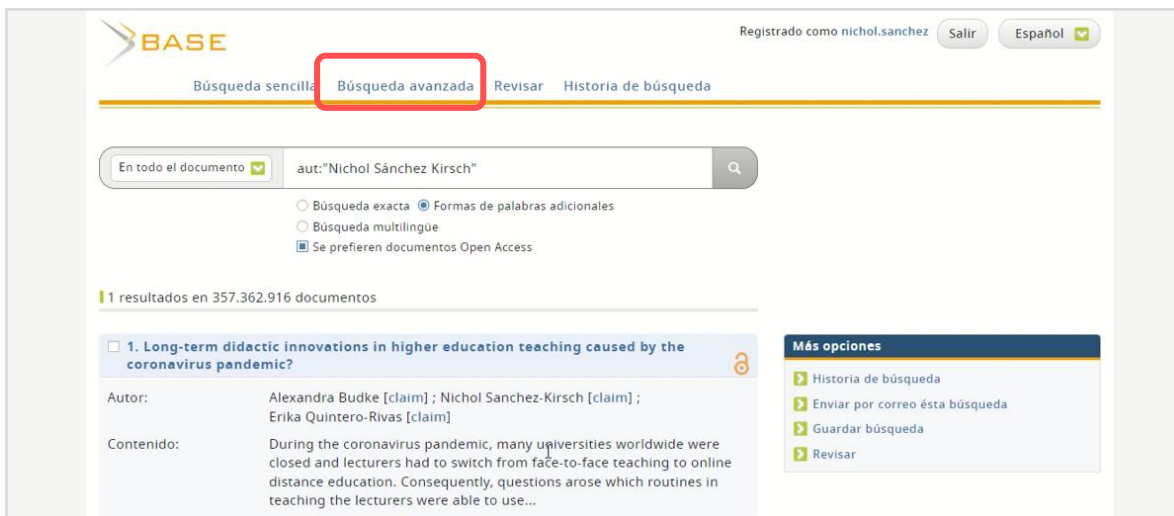 BASE
Registrado como nichol.sanchez
Salir
Español
Búsqueda sencilla
Búsqueda avanzada
Revisar
Historia de búsqueda
En todo el documento
aut:"Nichol Sánchez Kirsch"
Búsqueda exacta
Formas de palabras adicionales
Búsqueda multilingüe
Se prefieren documentos Open Access
1 resultados en 357.362.916 documentos
1. Long-term didactic innovations in higher education teaching caused by the
coronavirus pandemic?
Autor:
Alexandra Budke [claim] ; Nichol Sanchez-Kirsch [claim] ;
Erika Quintero-Rivas [claim]
Contenido:
During the coronavirus pandemic, many universities worldwide were
closed and lecturers had to switch from face-to-face teaching to online
distance education. Consequently, questions arose which routines in
teaching the lecturers were able to use...
Más opciones
Historia de búsqueda
Enviar por correo ésta búsqueda
Guardar búsqueda
Revisar